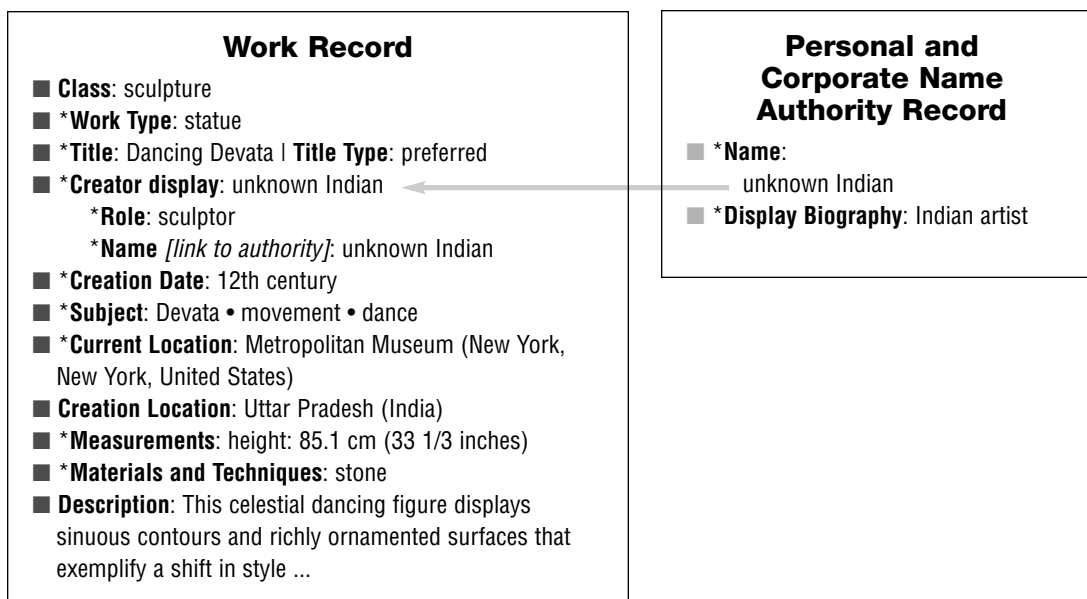 Work Record
■ Class: sculpture
■ *Work Type: statue
■ *Title: Dancing Devata | Title Type: preferred
■ *Creator display: unknown Indian
*Role: sculptor
*Name [link to authority]: unknown Indian
■ *Creation Date: 12th century
■ *Subject: Devata • movement • dance
■ *Current Location: Metropolitan Museum (New York,
New York, United States)
■ Creation Location: Uttar Pradesh (India)
■ *Measurements: height: 85.1 cm (33 1/3 inches)
■ *Materials and Techniques: stone
■ Description: This celestial dancing figure displays
sinuous contours and richly ornamented surfaces that
exemplify a shift in style ...
Personal and
Corporate Name
Authority Record
■ *Name:
unknown Indian
■ *Display Biography: Indian artist